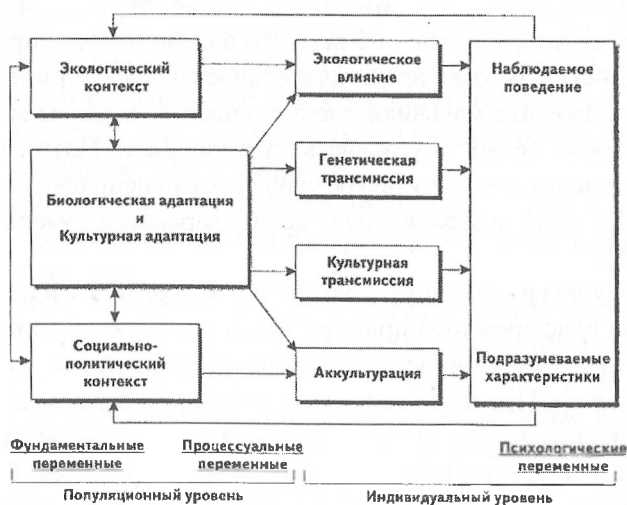 Экологический
контекст
Биологическая адаптация
и
Культурная адаптация
Социально-
политический
контекст
Экологическое
влияние
Генетическая
трансмиссия
Культурная
трансмиссия
Аккультурация
Наблюдаемое
поведение
Подразумеваемые
характеристики
Фундаментальные
переменные
Процессуальные
переменные
Психологические
переменные
Популяционный уровень
Индивидуальный уровень